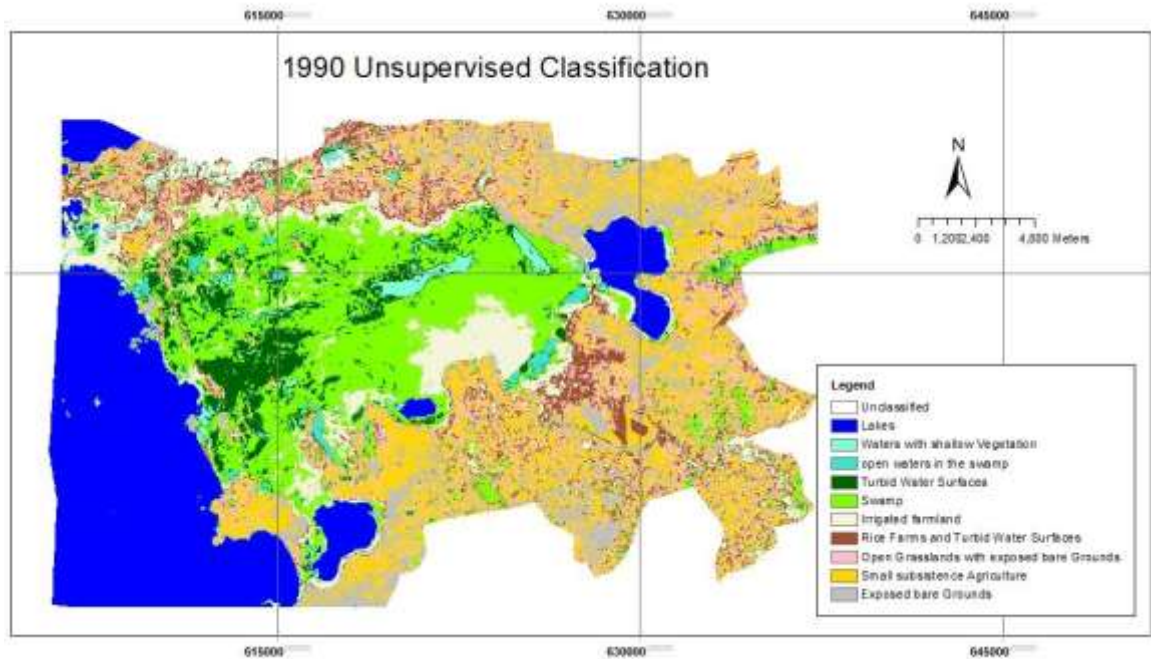 615000 630000 645000
1990 Unsupervised Classification
N
0 1,2002,400 4,800 Meters
Legend
Unclassified
Lakes
Waters with shallow Vegetation
open waters in the swamp
Turbid Water Surfaces
Swamp
Irrigated farmland
Rice Farms and Turbid Water Surfaces
Open Grasslands with exposed bare Grounds
Small subsistence Agriculture
Exposed bare Grounds
615000 630000 645000